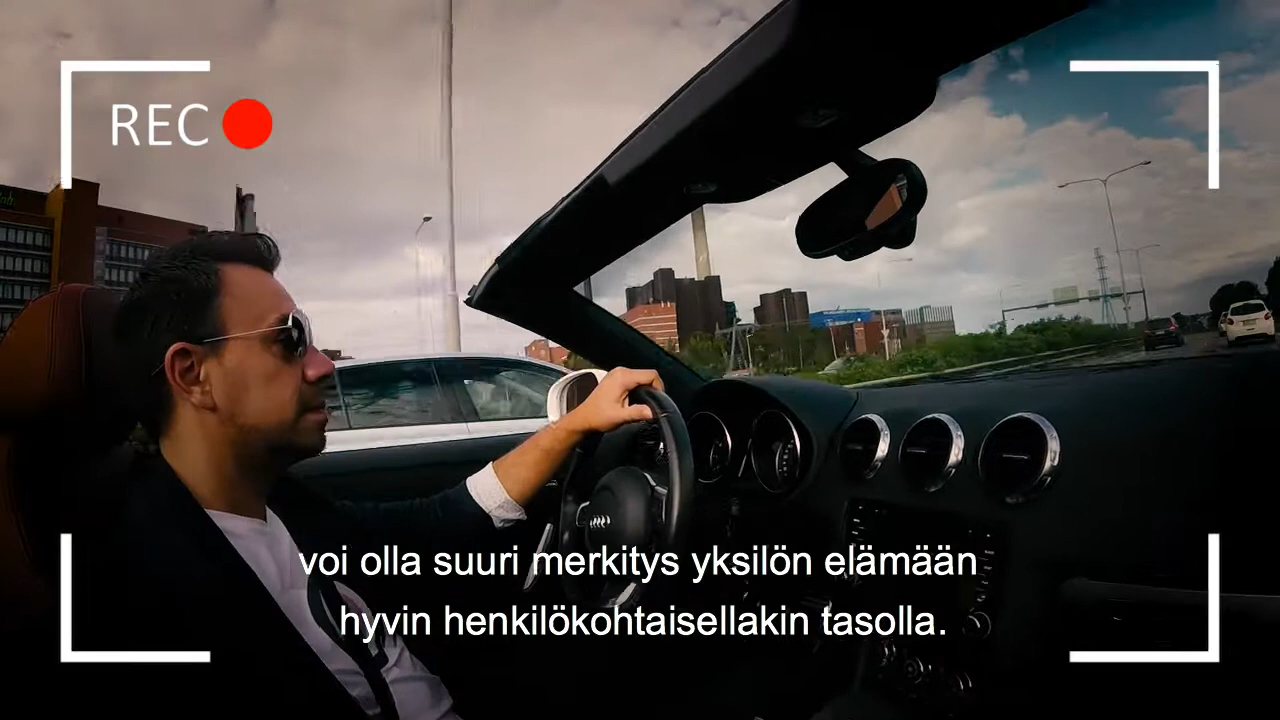 REC
voi olla suuri merkitys yksilön elämään
hyvin henkilökohtaisellakin tasolla.